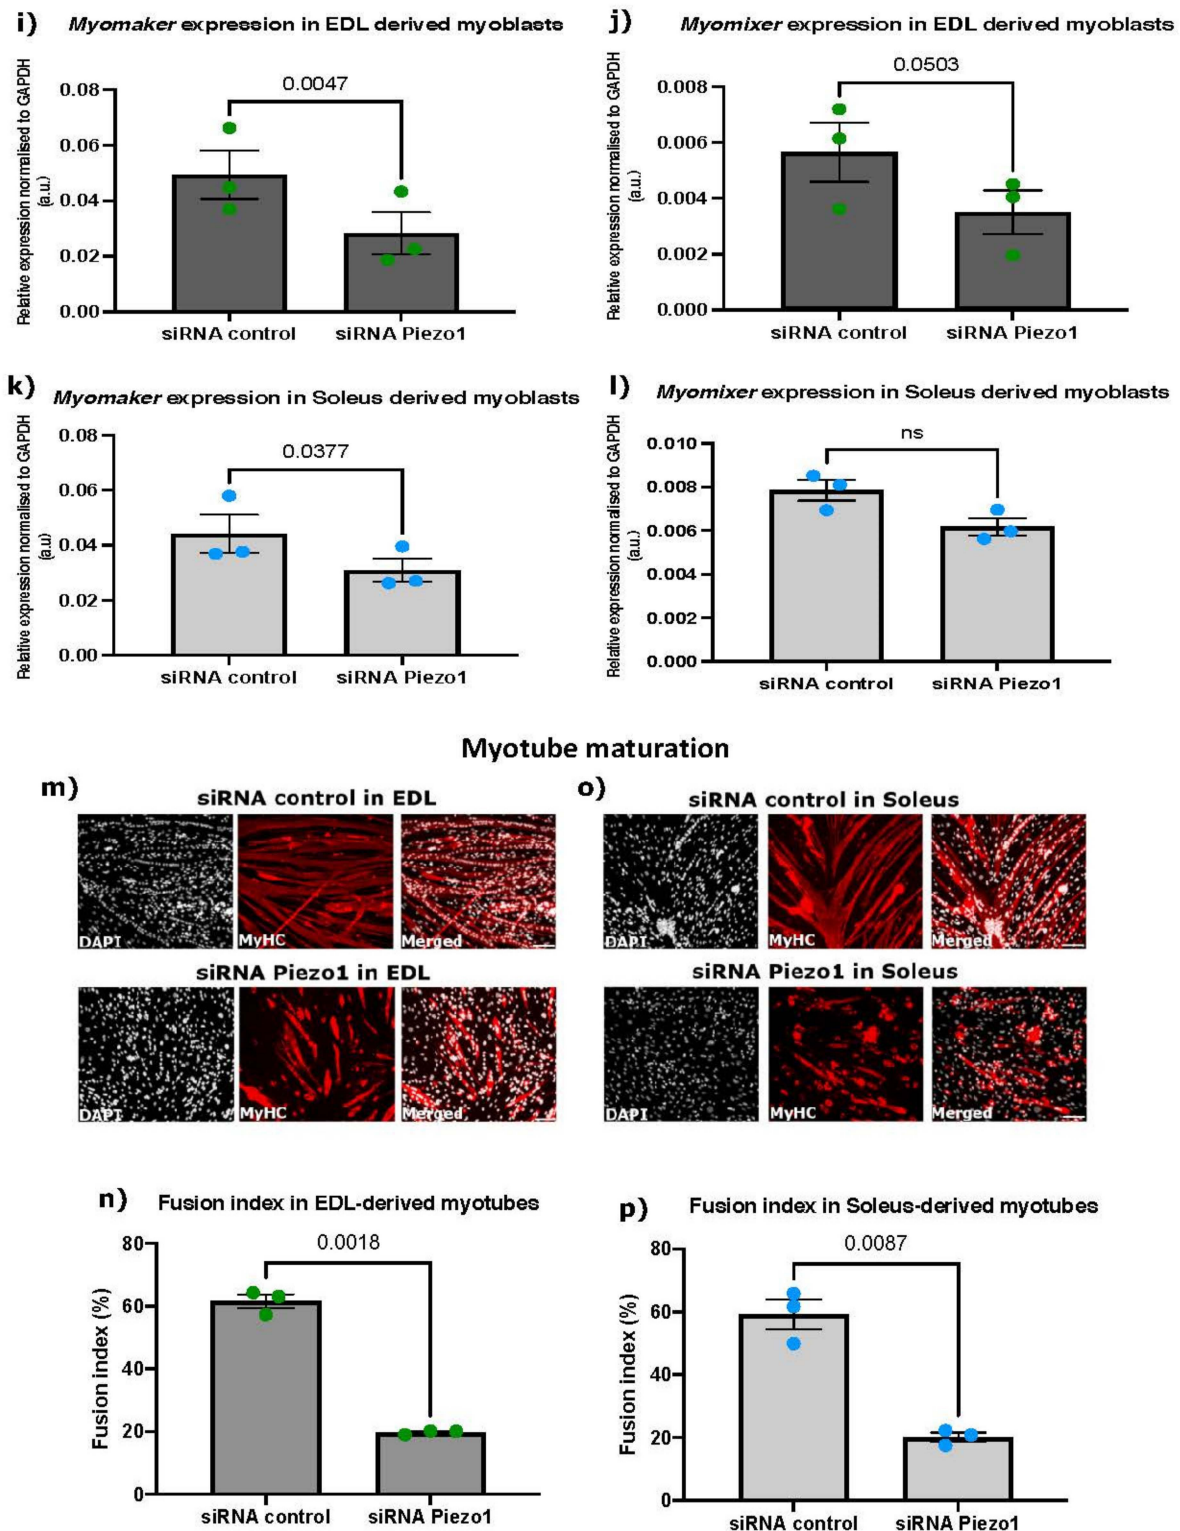 i)
Myomaker expression in EDL derived myoblasts
Relative expression normalised to GAPDH
(a.u.)
0.08
0.06
0.04
0.02
0.00
0.0047
siRNA control
siRNA Piezo1
j)
Myomixer expression in EDL derived myoblasts
Relative expression normalised to GAPDH
(a.u.)
0.008
0.006
0.004
0.002
0.000
0.0503
siRNA control
siRNA Piezo1
k)
Myomaker expression in Soleus derived myoblasts
Relative expression normalised to GAPDH
(a.u)
0.08
0.06
0.04
0.02
0.00
0.0377
siRNA control
siRNA Piezo1
l)
Myomixer expression in Soleus derived myoblasts
Relative expression normalised to GAPDH
(a.u.)
0.010
0.008
0.006
0.004
0.002
0.000
ns
siRNA control
siRNA Piezo1
Myotube maturation
m)
siRNA control in EDL
DAPI
MyHC
Merged
siRNA Piezo1 in EDL
DAPI
MyHC
Merged
o)
siRNA control in Soleus
DAPI
MyHC
Merged
siRNA Piezo1 in Soleus
DAPI
MyHC
Merged
n)
Fusion index in EDL-derived myotubes
Fusion index (%)
80
60
40
20
0
0.0018
siRNA control
siRNA Piezo1
p)
Fusion index in Soleus-derived myotubes
Fusion index (%)
80
60
40
20
0
0.0087
siRNA control
siRNA Piezo1